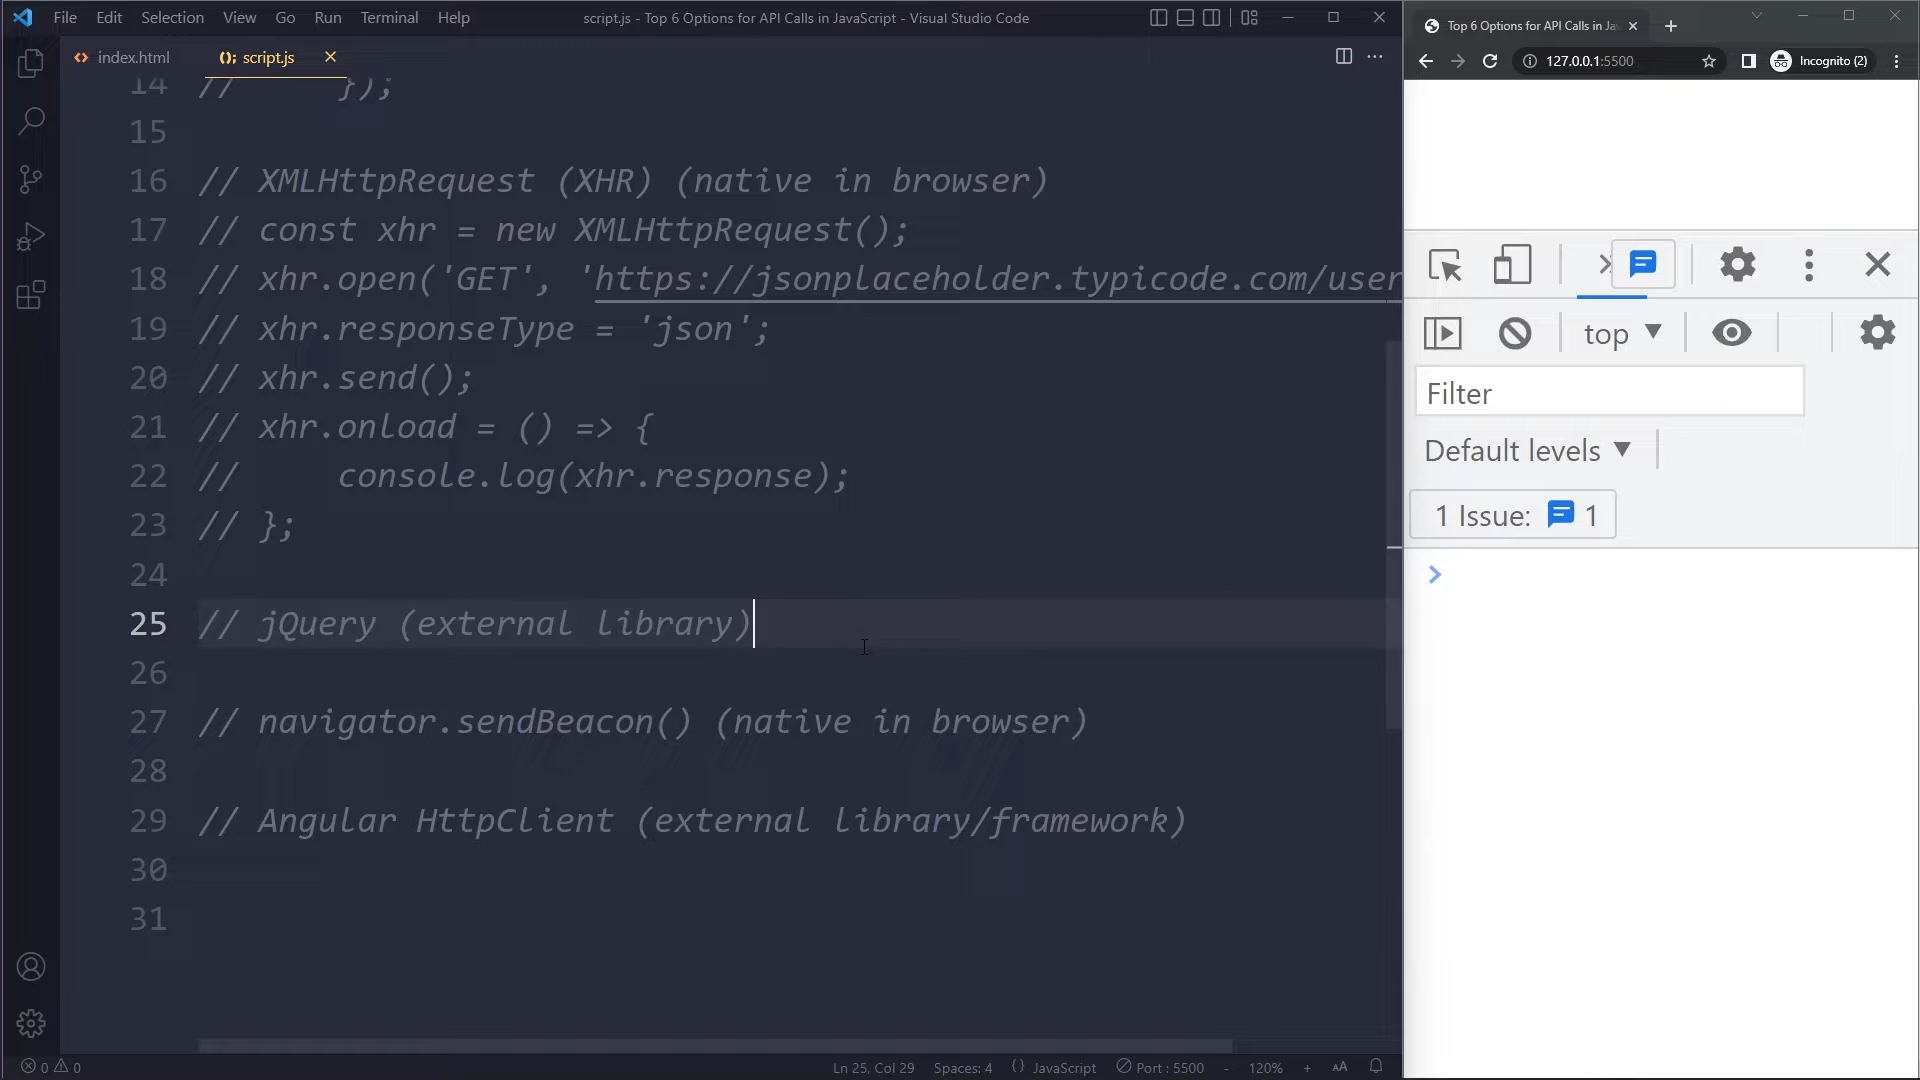 File Edit Selection View Go Run Terminal Help
script.js - Top 6 Options for API Calls in JavaScript - Visual Studio Code
index.html
script.js
14 // });
15
16 // XMLHttpRequest (XHR) (native in browser)
17 // const xhr = new XMLHttpRequest();
18 // xhr.open('GET', 'https://jsonplaceholder.typicode.com/user
19 // xhr.responseType = 'json';
20 // xhr.send();
21 // xhr.onload = () => {
22 //     console.log(xhr.response);
23 // };
24
25 // jQuery (external library)
26
27 // navigator.sendBeacon() (native in browser)
28
29 // Angular HttpClient (external library/framework)
30
31
0 0
Ln 25, Col 29 Spaces: 4 JavaScript Port : 5500 - 120% + AA
Top 6 Options for API Calls in Ja
127.0.0.1:5500
Incognito (2)
top
Filter
Default levels
1 Issue: 1